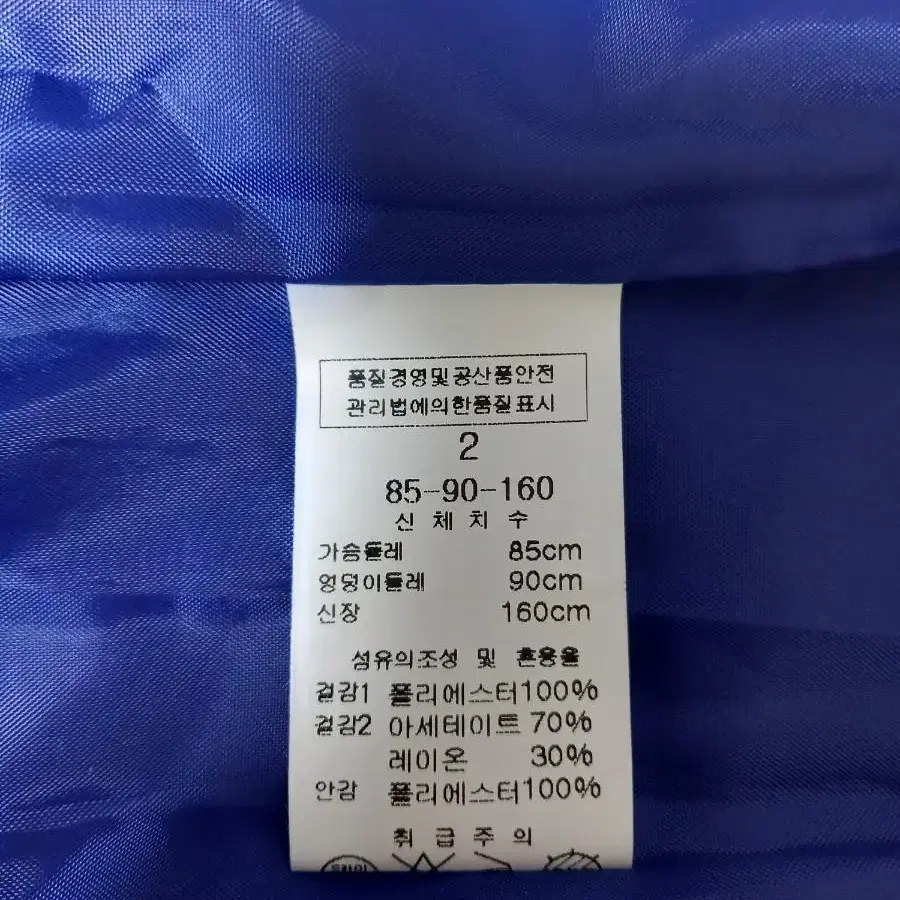 품질경영및공산품안전
관리법에의한품질표시
2
85-90-160
신 체 치 수
가슴둘레 85cm
엉덩이둘레 90cm
신장 160cm
섬유의조성 및 혼용율
겉감1 폴리에스터100%
겉감2 아세테이트 70%
레이온 30%
안감 폴리에스터100%
취 급 주 의